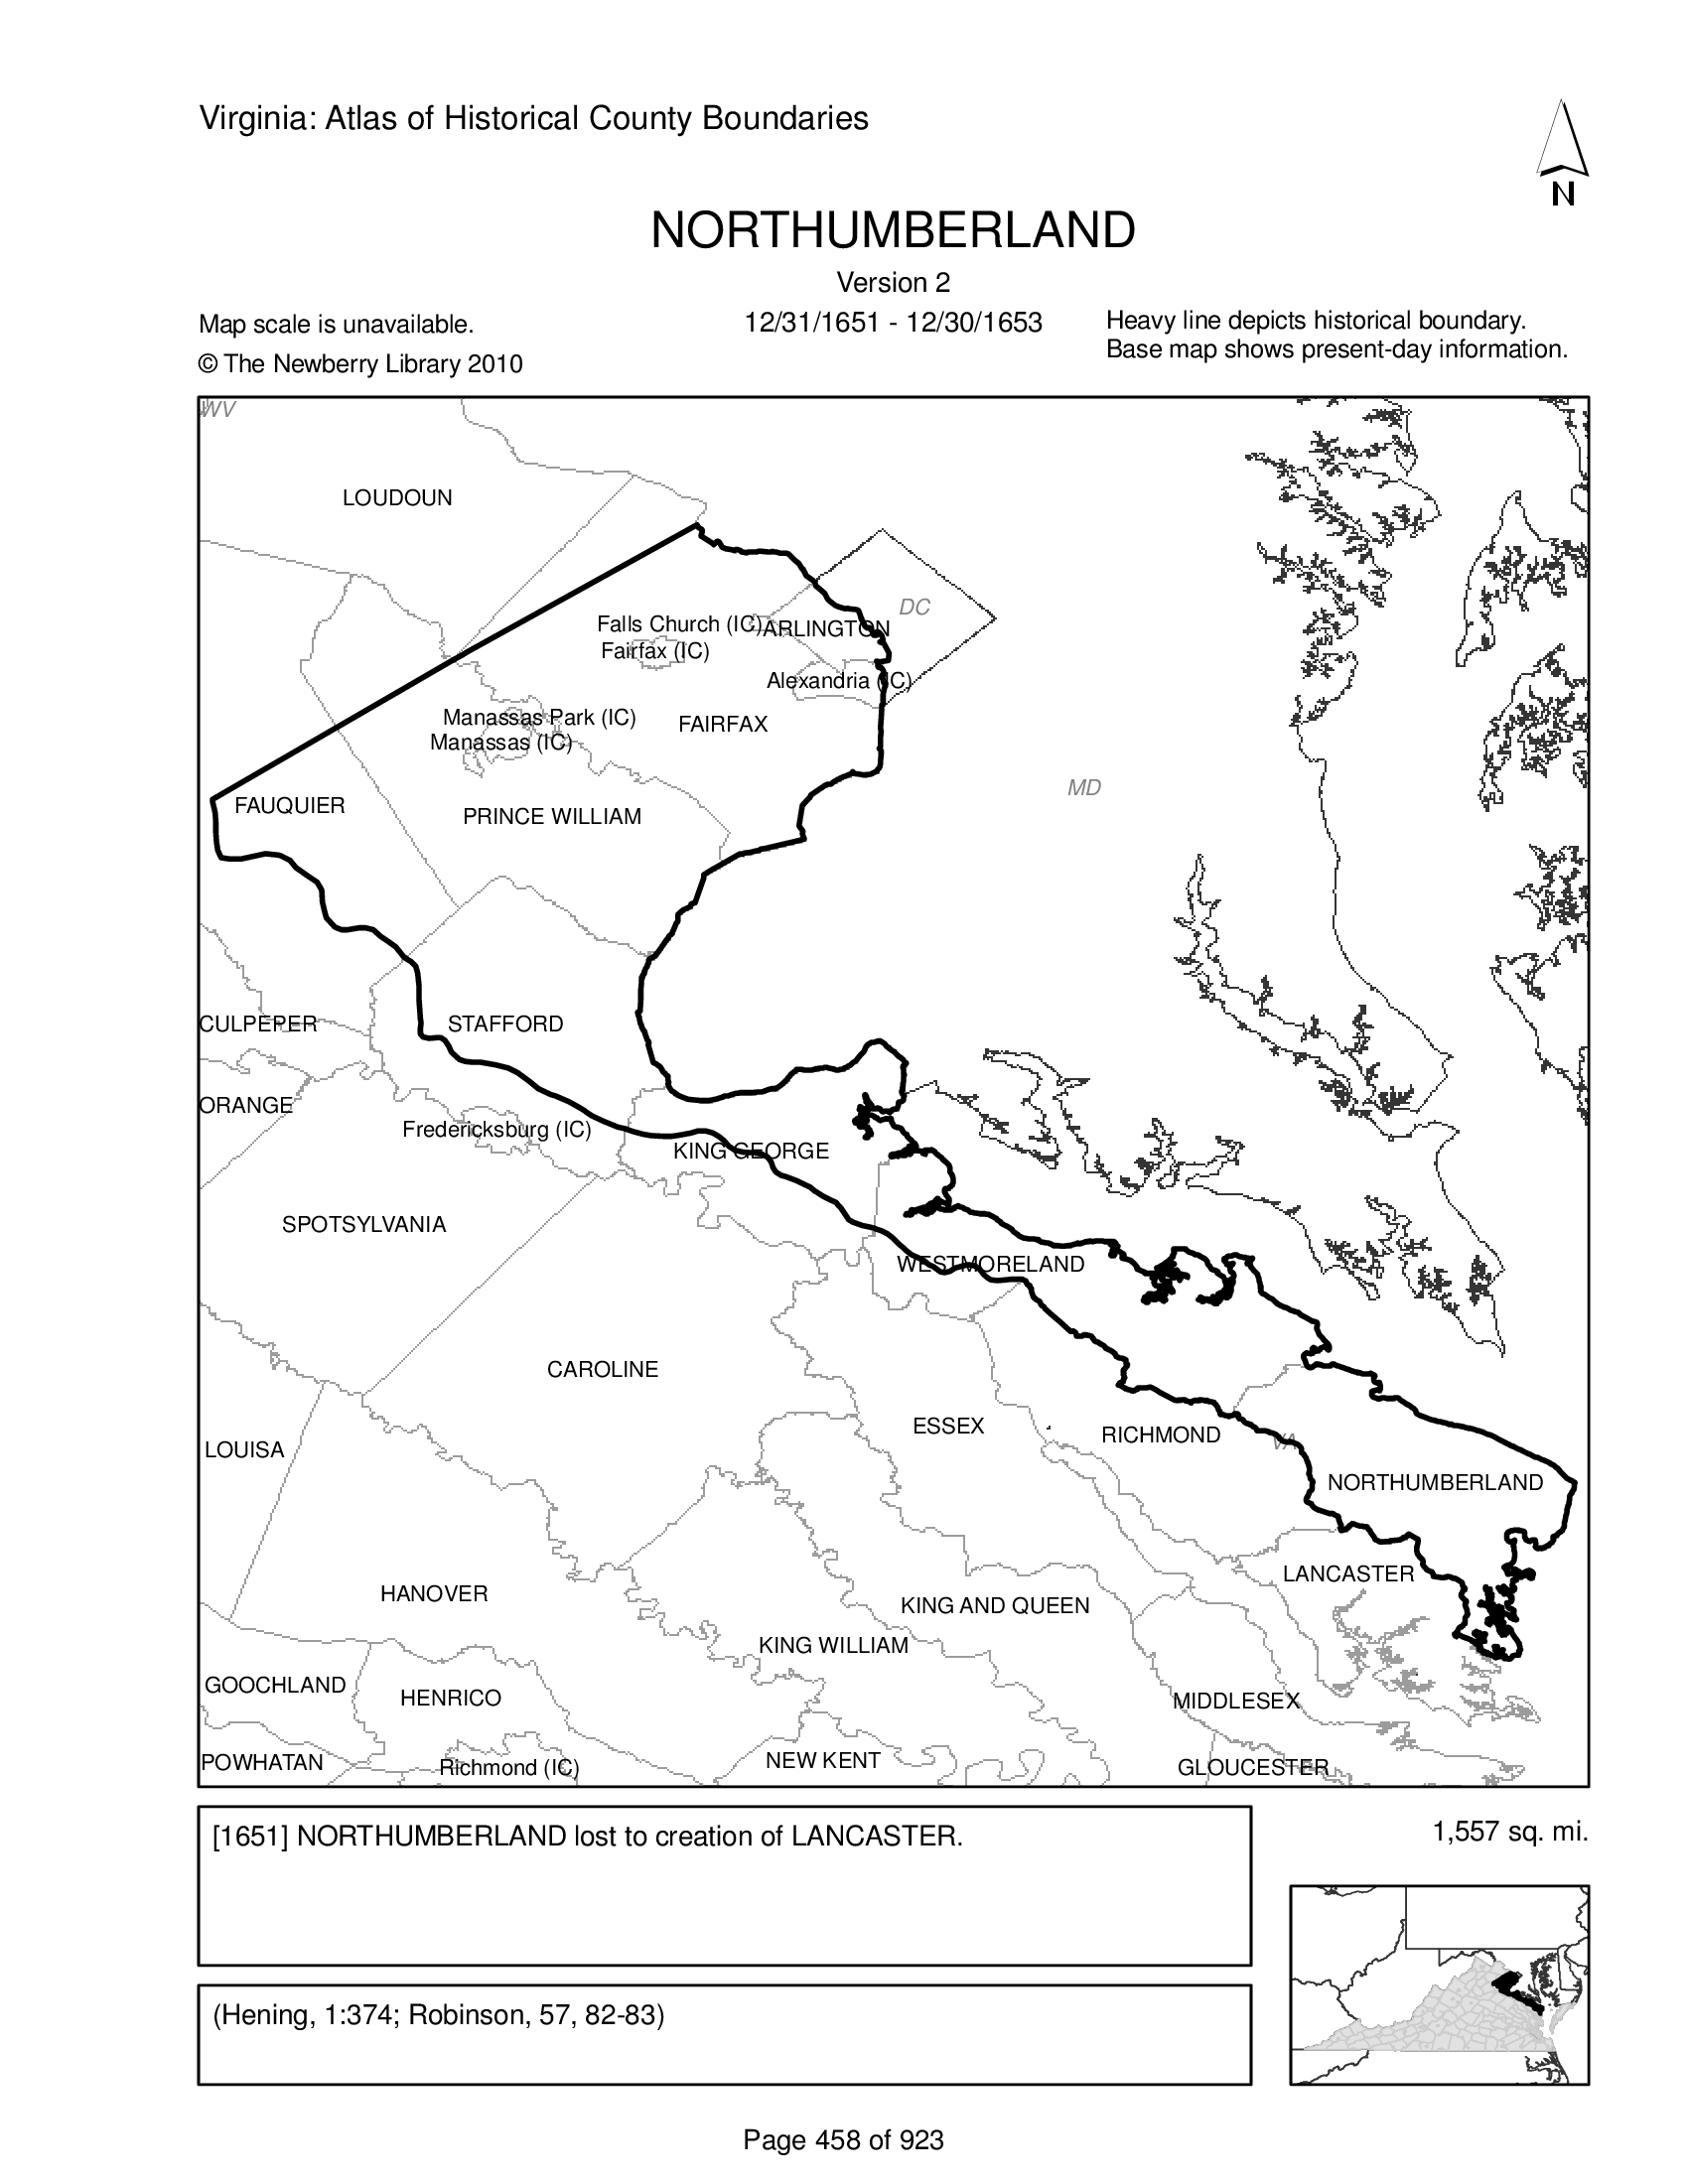 Virginia: Atlas of Historical County Boundaries
N
NORTHUMBERLAND
Version 2
Map scale is unavailable.
12/31/1651 - 12/30/1653
Heavy line depicts historical boundary.
Base map shows present-day information.
© The Newberry Library 2010
WV
LOUDOUN
DC
Falls Church (IC)
ARLINGTON
Fairfax (IC)
Alexandria (IC)
Manassas Park (IC)
FAIRFAX
Manassas (IC)
MD
FAUQUIER
PRINCE WILLIAM
CULPEPER
STAFFORD
ORANGE
Fredericksburg (IC)
KING GEORGE
SPOTSYLVANIA
WESTMORELAND
CAROLINE
ESSEX
RICHMOND
VA
LOUISA
NORTHUMBERLAND
LANCASTER
HANOVER
KING AND QUEEN
KING WILLIAM
GOOCHLAND
HENRICO
MIDDLESEX
POWHATAN
Richmond (IC)
NEW KENT
GLOUCESTER
[1651] NORTHUMBERLAND lost to creation of LANCASTER.
1,557 sq. mi.
(Hening, 1:374; Robinson, 57, 82-83)
Page 458 of 923